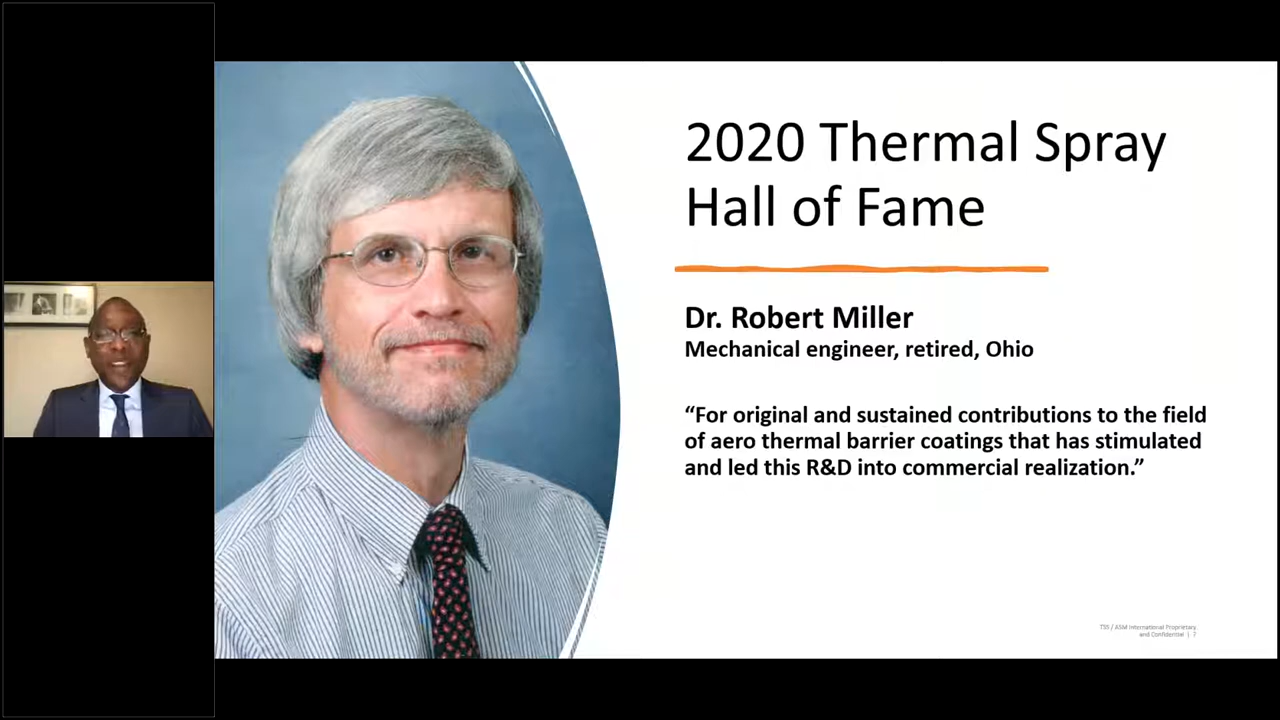 2020 Thermal Spray
Hall of Fame
Dr. Robert Miller
Mechanical engineer, retired, Ohio
“For original and sustained contributions to the field
of aero thermal barrier coatings that has stimulated
and led this R&D into commercial realization.”
TSS / ASM International Proprietary
and Confidential | 7